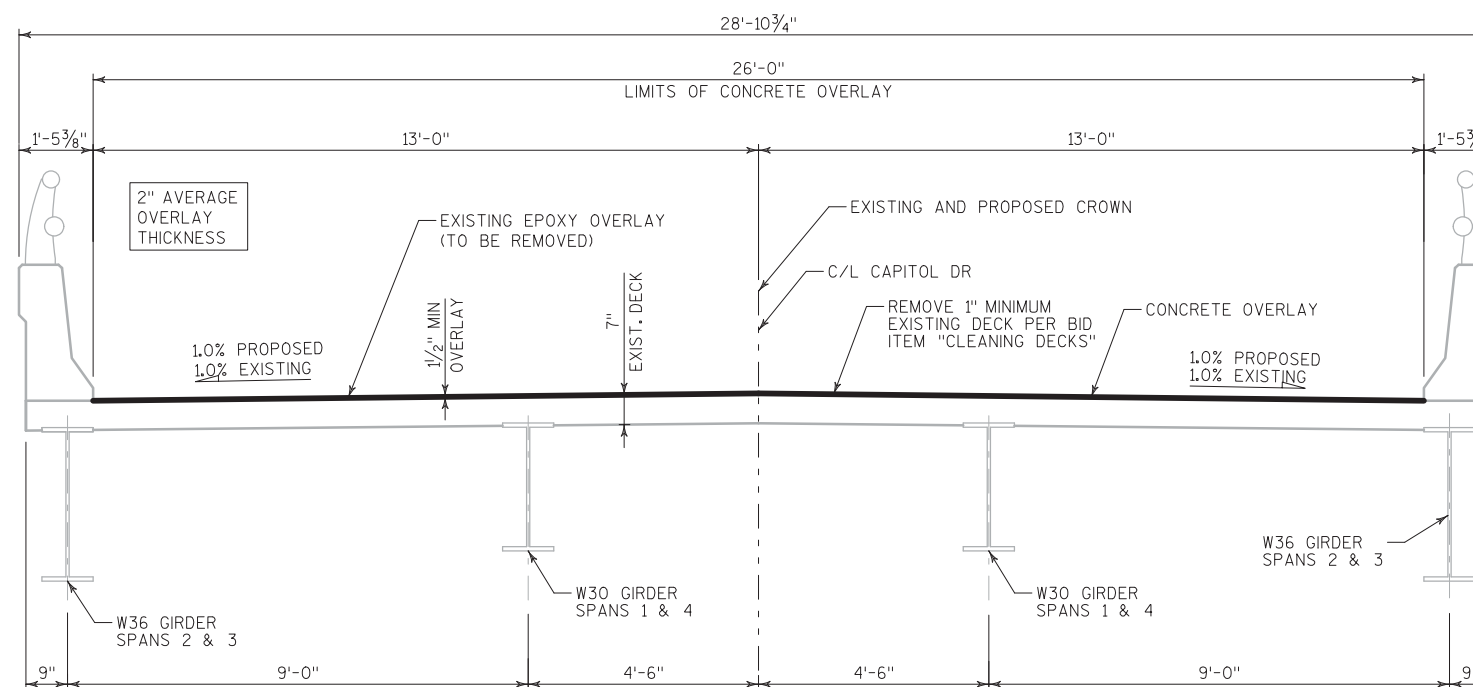 28'-10¾"
26'-0"
LIMITS OF CONCRETE OVERLAY
1'-5⅜"
13'-0"
13'-0"
1'-5
2" AVERAGE
OVERLAY
THICKNESS
EXISTING EPOXY OVERLAY
(TO BE REMOVED)
EXISTING AND PROPOSED CROWN
C/L CAPITOL DR
1½" MIN
OVERLAY
7"
EXIST. DECK
REMOVE 1" MINIMUM
EXISTING DECK PER BID
ITEM "CLEANING DECKS"
CONCRETE OVERLAY
1.0% PROPOSED
1.0% EXISTING
1.0% PROPOSED
1.0% EXISTING
W36 GIRDER
SPANS 2 & 3
W30 GIRDER
SPANS 1 & 4
W30 GIRDER
SPANS 1 & 4
W36 GIRDER
SPANS 2 & 3
9"
9'-0"
4'-6"
4'-6"
9'-0"
9